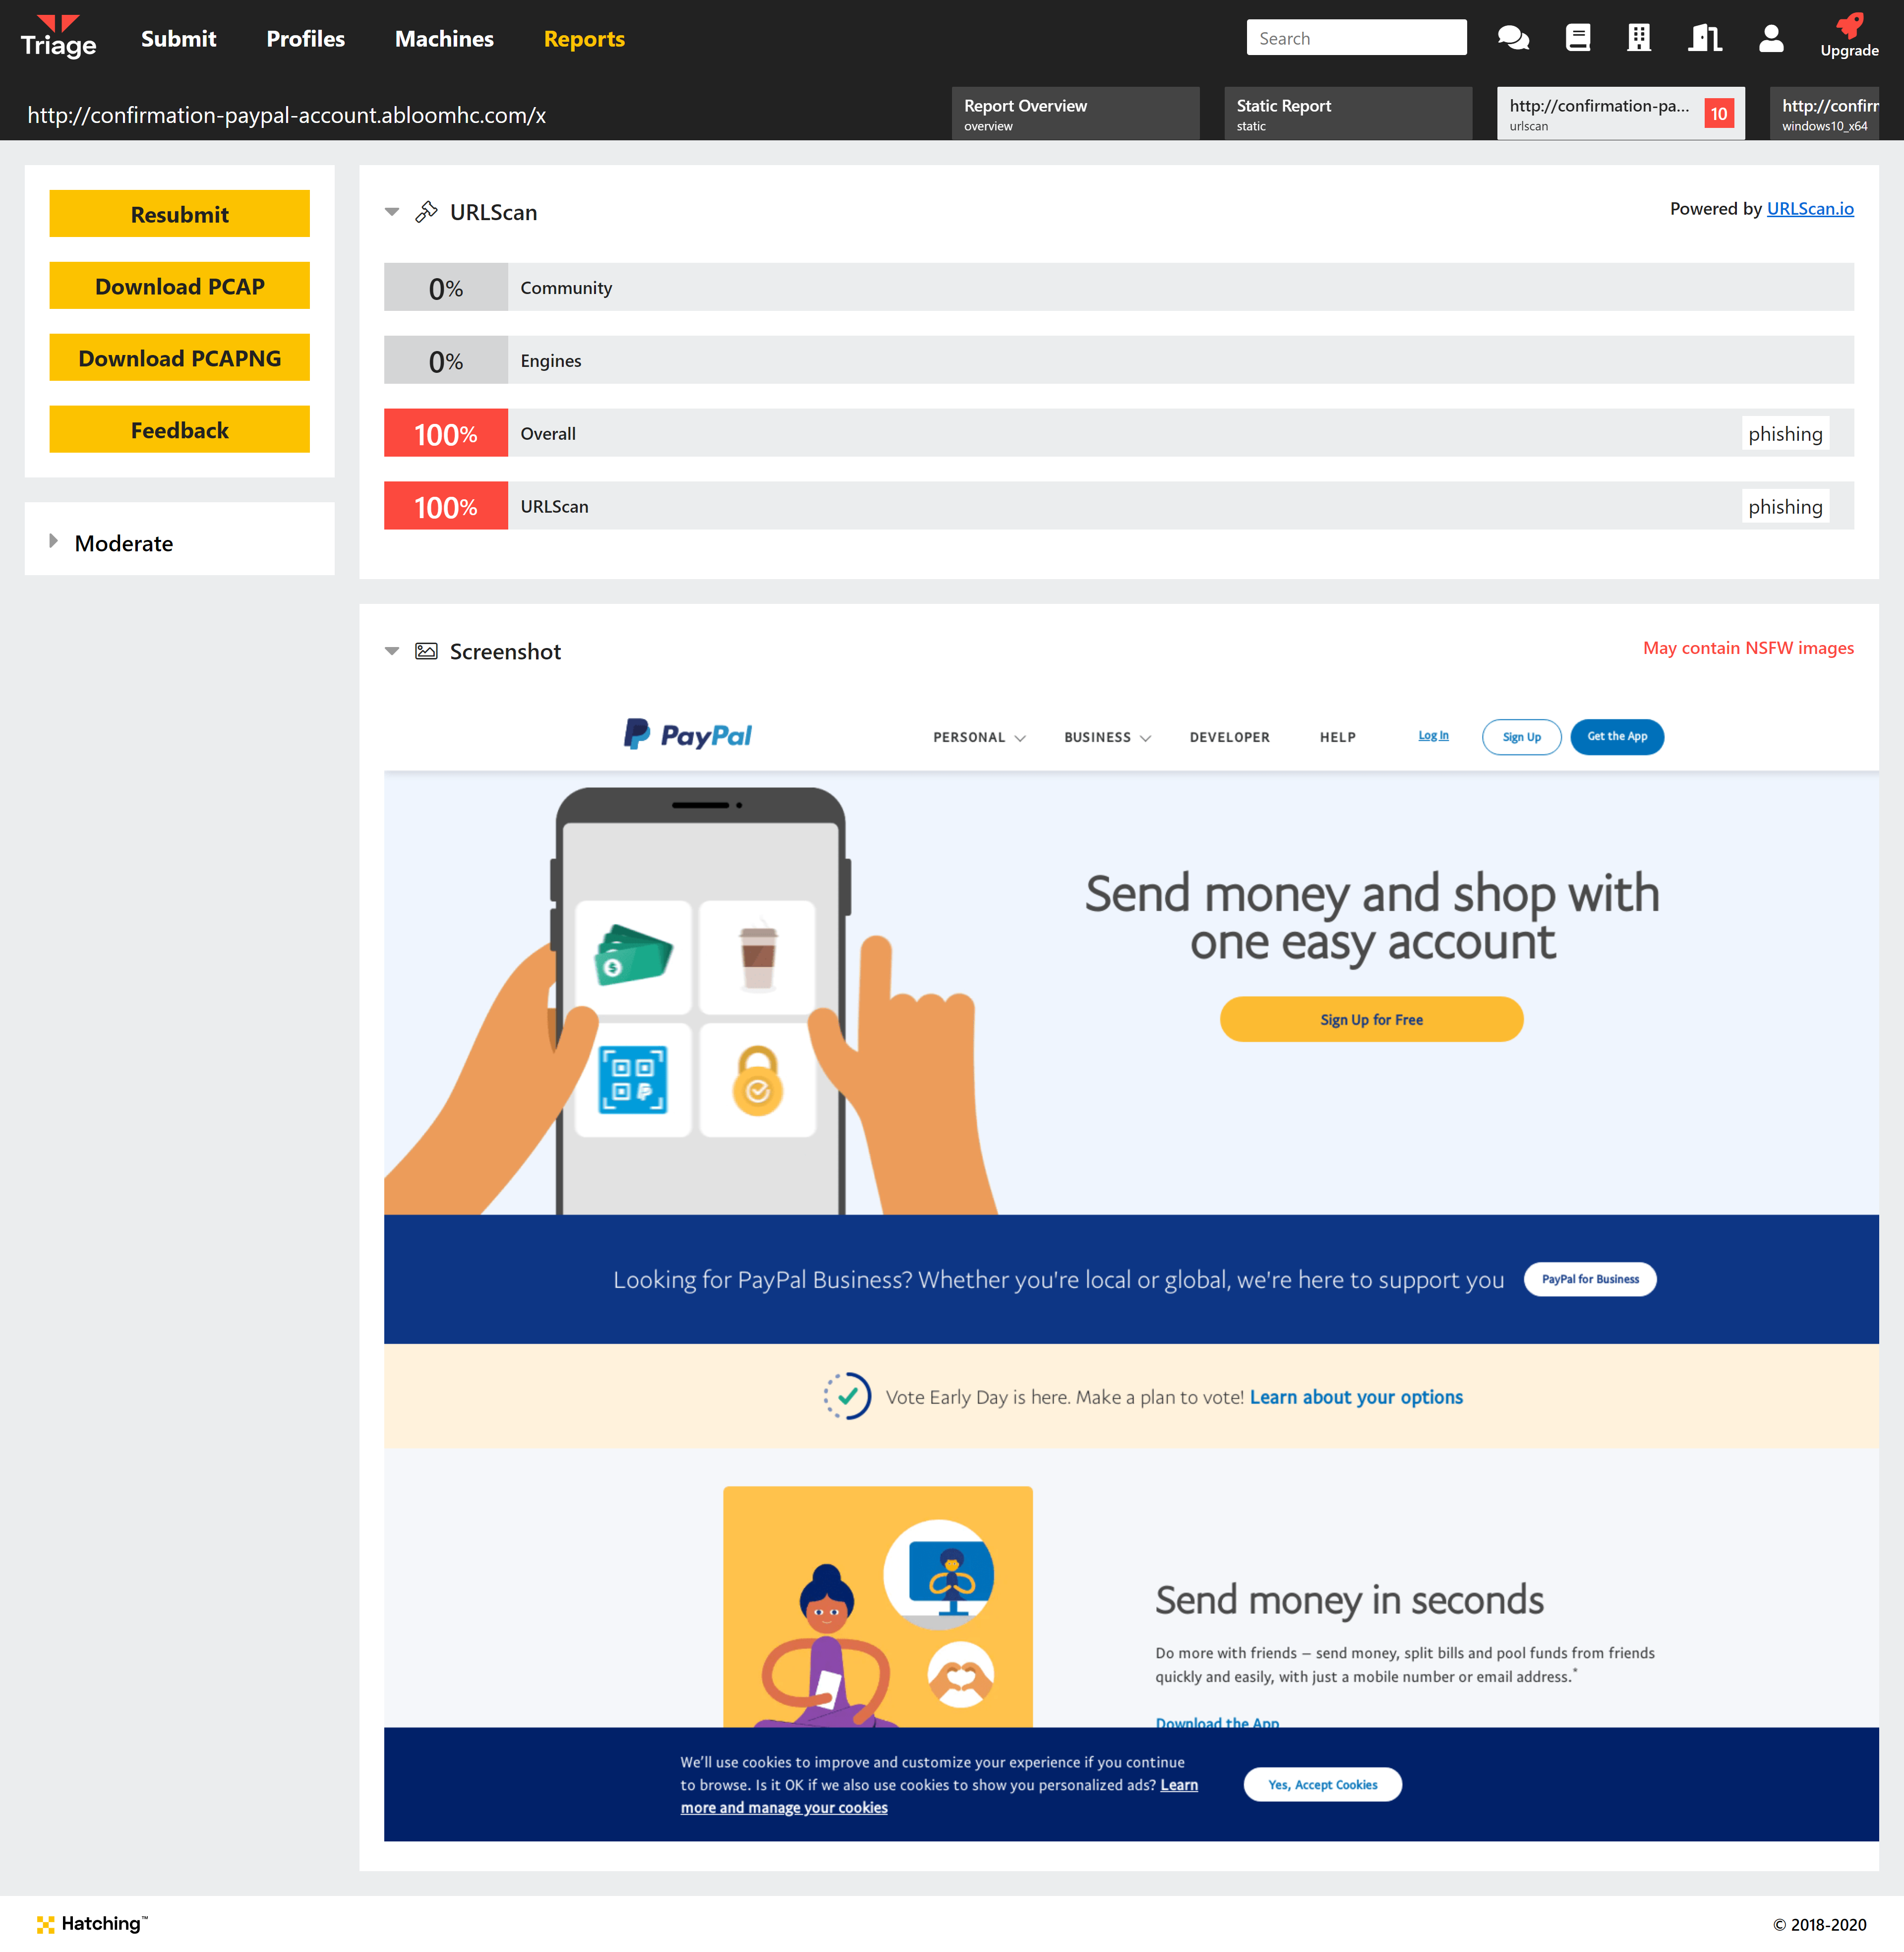 Triage
Submit
Profiles
Machines
Reports
Search
Upgrade
http://confirmation-paypal-account.abloomhc.com/x
Report Overview
overview
Static Report
static
http://confirmation-pa...
urlscan
10
http://confirm
windows10_x64
Resubmit
Download PCAP
Download PCAPNG
Feedback
Moderate
URLScan
Powered by URLScan.io
0% Community
0% Engines
100% Overall phishing
100% URLScan phishing
Screenshot
May contain NSFW images
PayPal
PERSONAL
BUSINESS
DEVELOPER
HELP
Log In
Sign Up
Get the App
Send money and shop with
one easy account
Sign Up for Free
Looking for PayPal Business? Whether you're local or global, we're here to support you
PayPal for Business
Vote Early Day is here. Make a plan to vote! Learn about your options
Send money in seconds
Do more with friends – send money, split bills and pool funds from friends
quickly and easily, with just a mobile number or email address.*
Download the App
We'll use cookies to improve and customize your experience if you continue
to browse. Is it OK if we also use cookies to show you personalized ads? Learn
more and manage your cookies
Yes, Accept Cookies
Hatching™
© 2018-2020